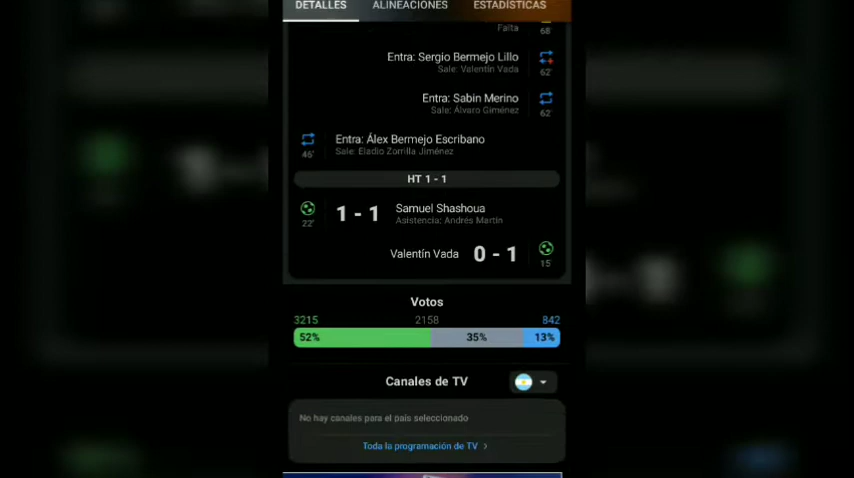 DETALLES
ALINEACIONES
ESTADÍSTICAS
Falta
68'
Entra: Sergio Bermejo Lillo
Sale: Valentín Vada
62'
Entra: Sabin Merino
Sale: Álvaro Giménez
62'
Entra: Álex Bermejo Escribano
Sale: Eladio Zorrilla Jiménez
46'
HT 1 - 1
22'
1 - 1
Samuel Shashoua
Asistencia: Andrés Martín
Valentín Vada
0 - 1
15'
Votos
3215
2158
842
52%
35%
13%
Canales de TV
No hay canales para el país seleccionado
Toda la programación de TV >